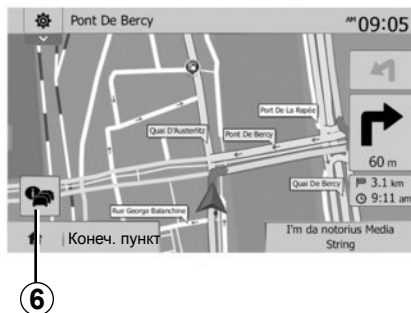 Pont De Bercy
AM 09:05
Port De La Rapée
Quai D'Austerlitz
Pont De Bercy
60 m
Quai De Bercy
3.1 km
9:11 am
Rue George Balanchine
Конеч. пункт
I'm da notorius Media
String
6